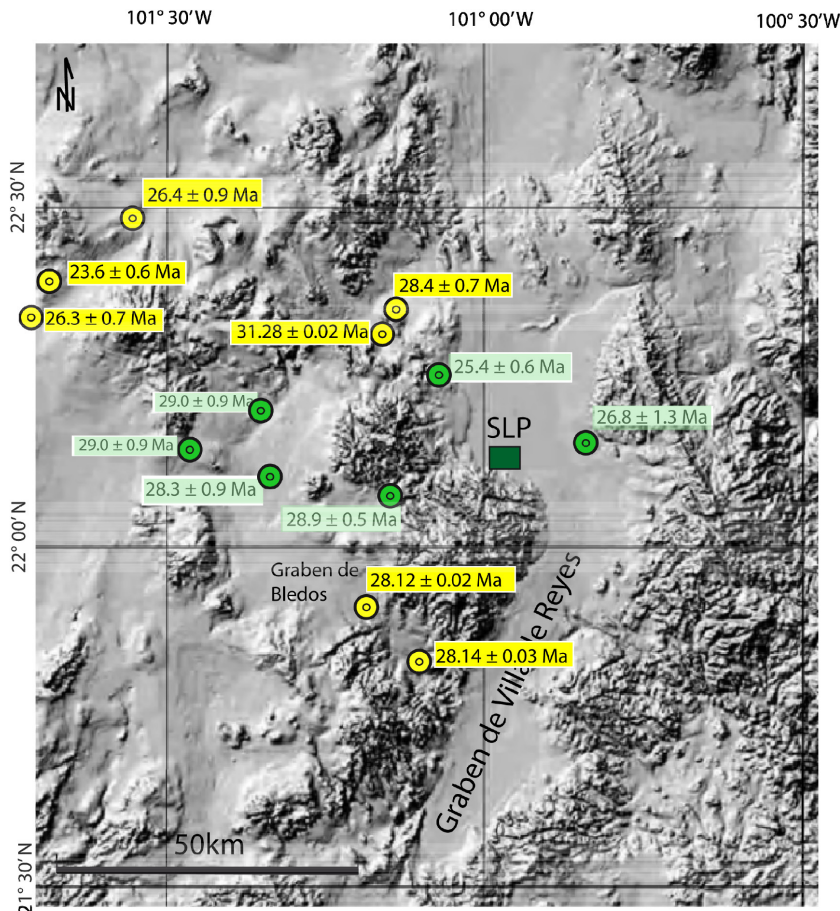 101° 30' W
101° 00' W
100° 30' W
N
22° 30' N
26.4 ± 0.9 Ma
23.6 ± 0.6 Ma
28.4 ± 0.7 Ma
26.3 ± 0.7 Ma
31.28 ± 0.02 Ma
25.4 ± 0.6 Ma
29.0 ± 0.9 Ma
26.8 ± 1.3 Ma
SLP
29.0 ± 0.9 Ma
28.3 ± 0.9 Ma
28.9 ± 0.5 Ma
22° 00' N
Graben de
Bledos
28.12 ± 0.02 Ma
28.14 ± 0.03 Ma
Graben de Villa de Reyes
50km
21° 30' N